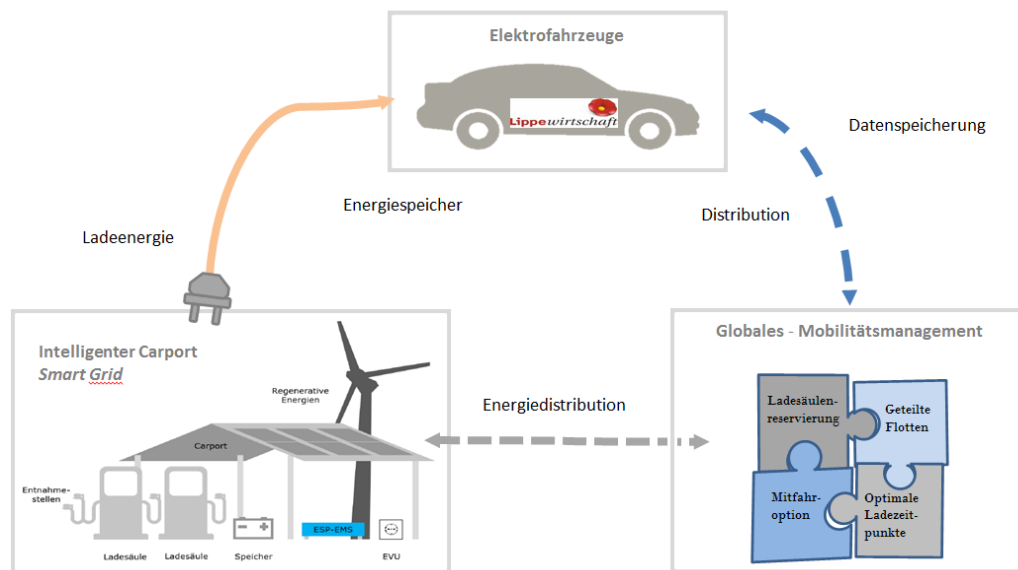 Elektrofahrzeuge
Lippewirtschaft
Datenspeicherung
Energiespeicher
Distribution
Ladeenergie
Globales - Mobilitätsmanagement
Intelligenter Carport
Smart Grid
Regenerative
Energien
Carport
Entnahme-
stellen
ESP-EMS
Ladesäule
Ladesäule
Speicher
EVU
Energiedistribution
Ladesäulen-
reservierung
Geteilte
Flotten
Mitfahr-
option
Optimale
Ladezeit-
punkte